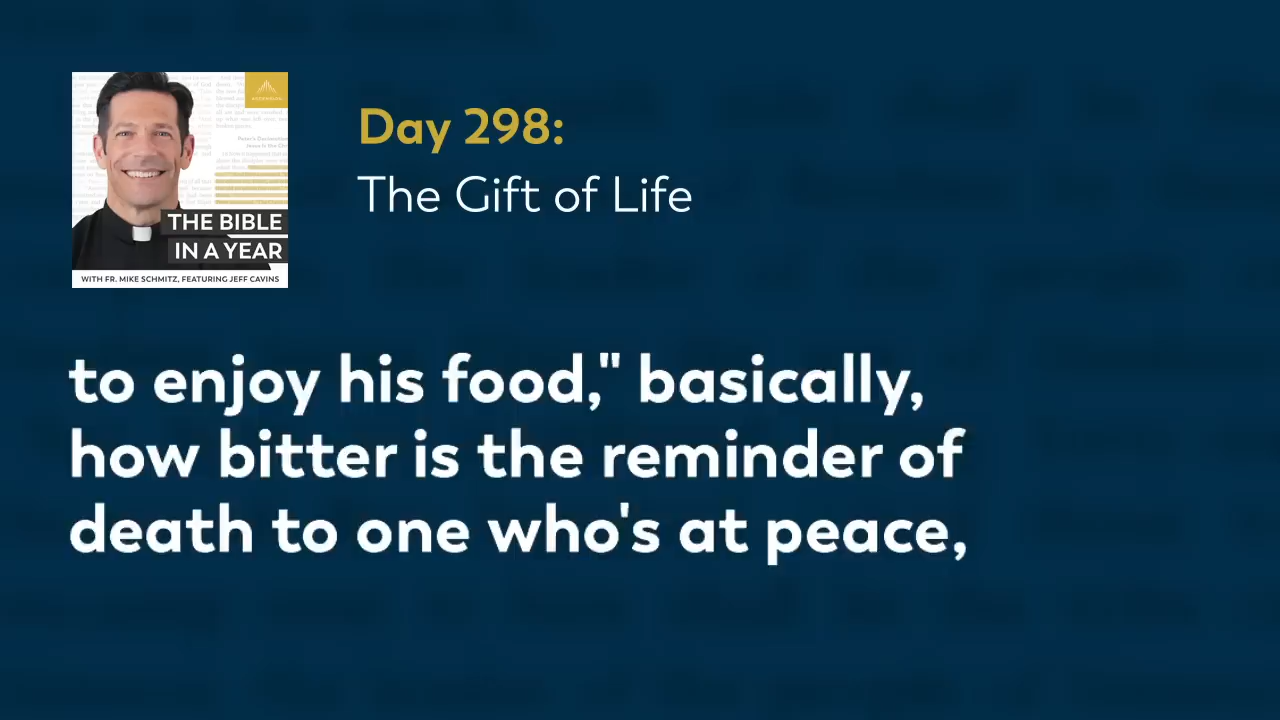 Day 298:
The Gift of Life
THE BIBLE
IN A YEAR
WITH FR. MIKE SCHMITZ, FEATURING JEFF CAVINS
to enjoy his food," basically,
how bitter is the reminder of
death to one who's at peace,